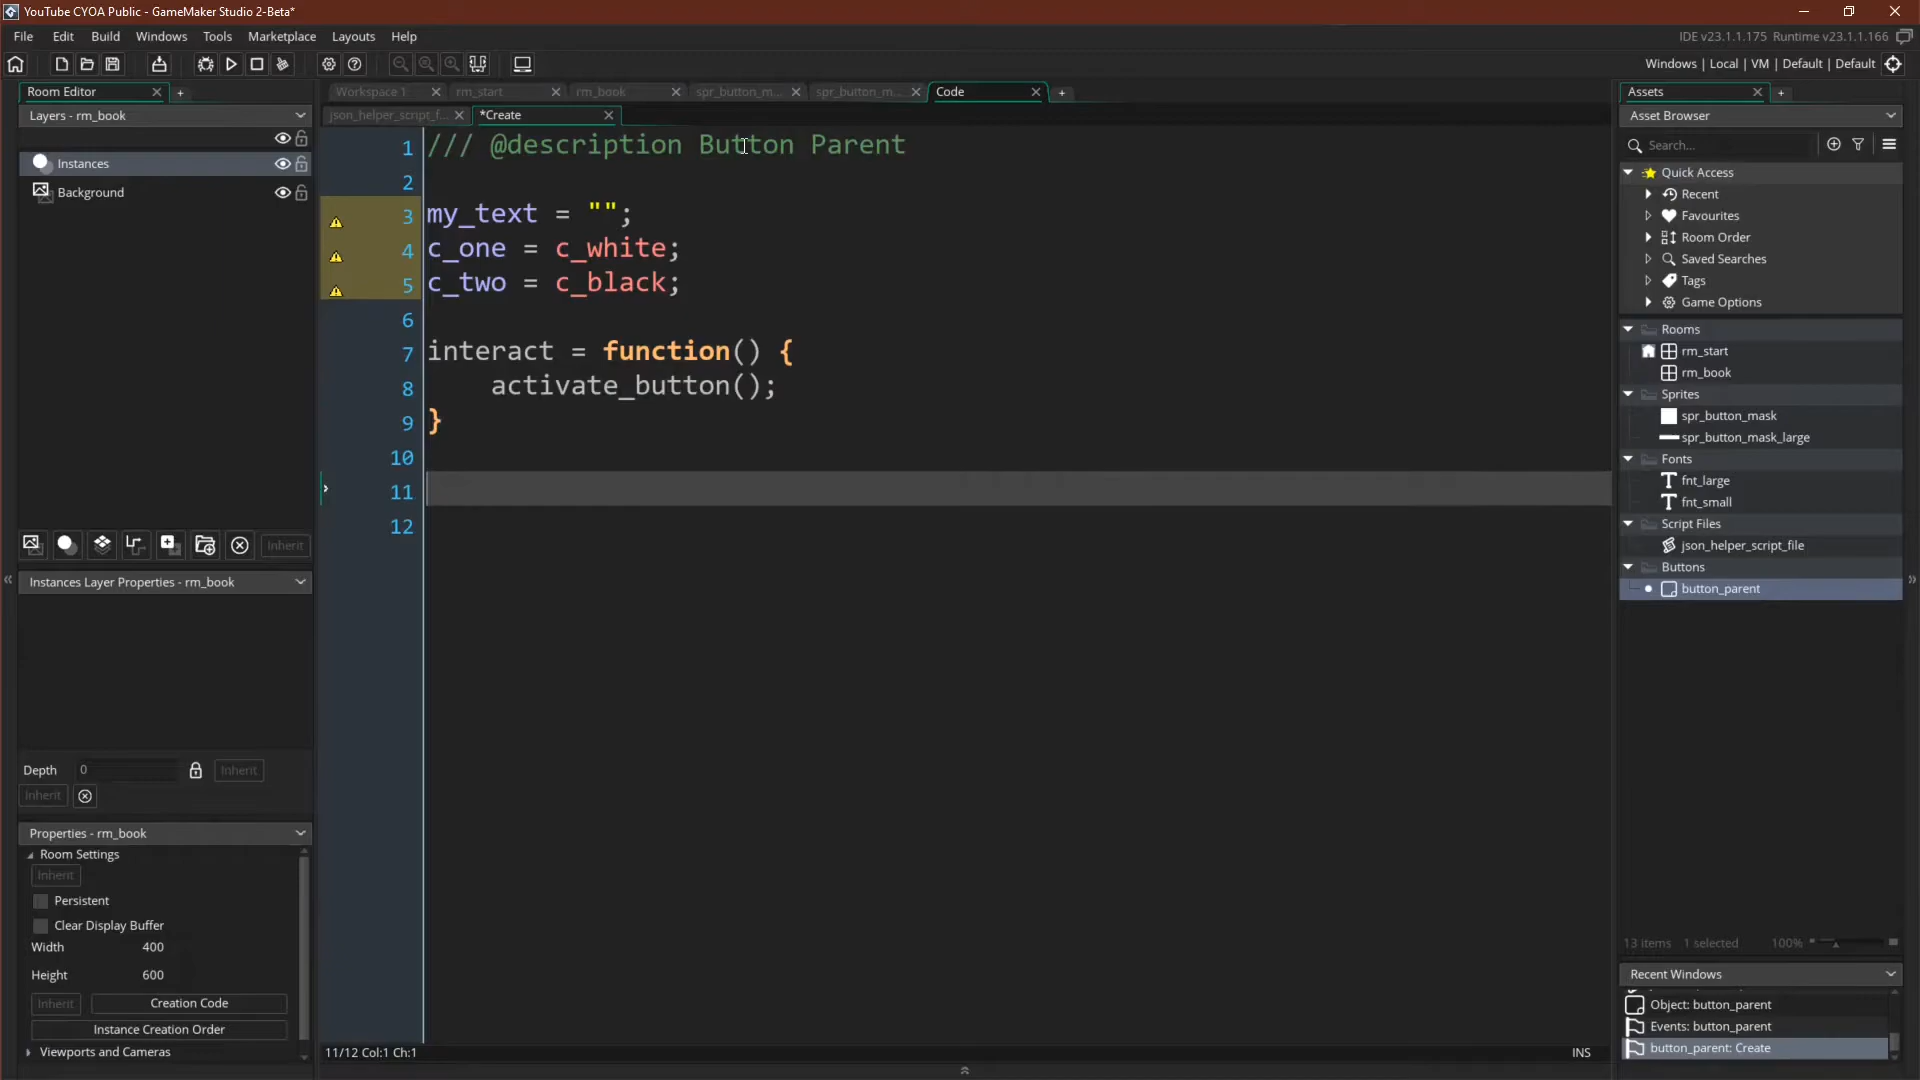 YouTube CYOA Public - GameMaker Studio 2-Beta*
File Edit Build Windows Tools Marketplace Layouts Help
IDE v23.1.1.175 Runtime v23.1.1.166
Windows | Local | VM | Default | Default
Room Editor
Workspace 1 rm_start rm_book spr_button_m... spr_button_m... Code
Assets
Layers - rm_book
json_helper_script_f... *Create
Asset Browser
Instances
Background
Inherit
Instances Layer Properties - rm_book
Depth 0 Inherit
Inherit
Properties - rm_book
Room Settings
Inherit
Persistent
Clear Display Buffer
Width 400
Height 600
Inherit Creation Code
Instance Creation Order
Viewports and Cameras
1 /// @description Button Parent
2
3 my_text = "";
4 c_one = c_white;
5 c_two = c_black;
6
7 interact = function() {
8 activate_button();
9 }
10
11
12
11/12 Col:1 Ch:1 INS
Search...
Quick Access
Recent
Favourites
Room Order
Saved Searches
Tags
Game Options
Rooms
rm_start
rm_book
Sprites
spr_button_mask
spr_button_mask_large
Fonts
fnt_large
fnt_small
Script Files
json_helper_script_file
Buttons
button_parent
13 items 1 selected 100%
Recent Windows
Object: button_parent
Events: button_parent
button_parent: Create